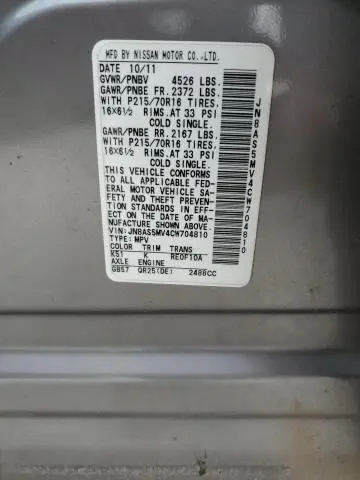 MFD BY NISSAN MOTOR CO.,LTD.
DATE 10/11
GVWR/PNBV 4526 LBS.
GAWR/PNBE FR. 2372 LBS.
WITH P215/70R16 TIRES.
16X6½ RIMS. AT 33 PSI
COLD SINGLE.
GAWR/PNBE RR. 2167 LBS.
WITH P215/70R16 TIRES.
16X6½ RIMS. AT 33 PSI
COLD SINGLE.
THIS VEHICLE CONFORMS
TO ALL APPLICABLE FED-
ERAL MOTOR VEHICLE SA-
FETY AND THEFT PREVENT-
ION STANDARDS IN EFF-
ECT ON THE DATE OF MA-
NUFACTURE SHOWN ABOVE.
VIN:JN8AS5MV4CW704810
TYPE:MPV
COLOR TRIM TRANS
K51 K RE0F10A
AXLE ENGINE
GB57 QR25(DE) 2488CC
JN8AS5MV4CW704810